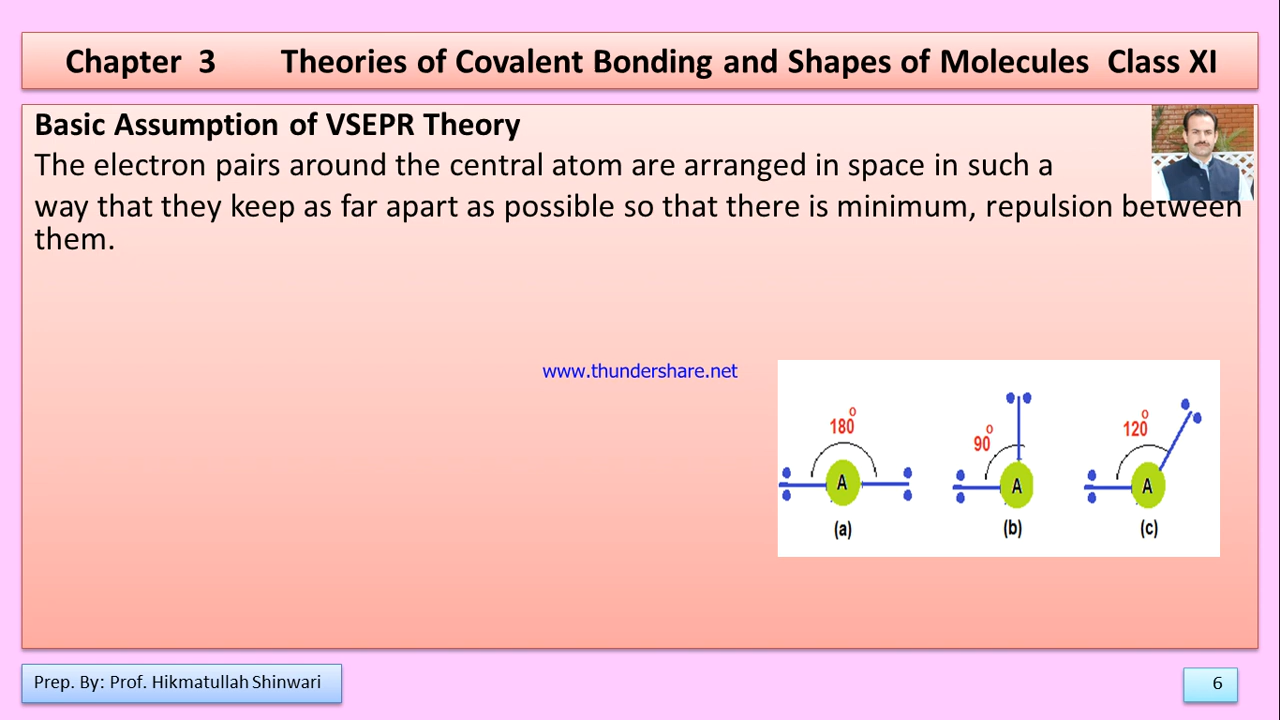 Chapter 3 Theories of Covalent Bonding and Shapes of Molecules Class XI
Basic Assumption of VSEPR Theory
The electron pairs around the central atom are arranged in space in such a
way that they keep as far apart as possible so that there is minimum, repulsion between
them.
www.thundershare.net
180° 90° 120°
A A A
(a) (b) (c)
Prep. By: Prof. Hikmatullah Shinwari
6